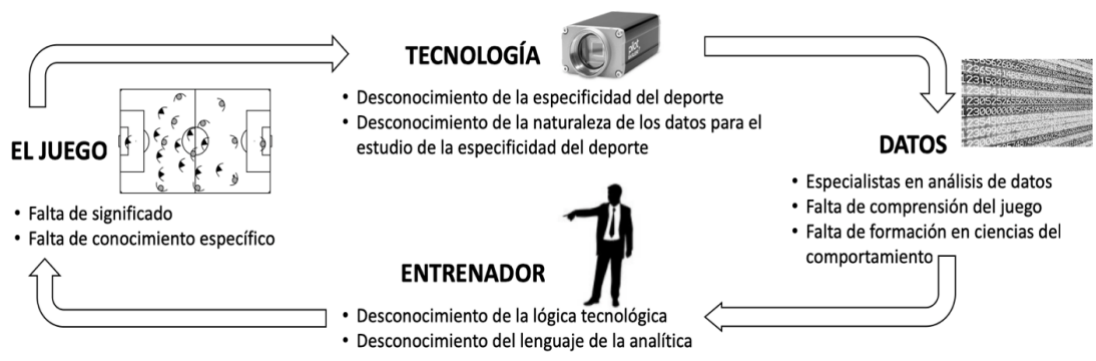 TECNOLOGÍA
• Desconocimiento de la especificidad del deporte
• Desconocimiento de la naturaleza de los datos para el
estudio de la especificidad del deporte
EL JUEGO
• Falta de significado
• Falta de conocimiento específico
DATOS
• Especialistas en análisis de datos
• Falta de comprensión del juego
• Falta de formación en ciencias del
comportamiento
ENTRENADOR
• Desconocimiento de la lógica tecnológica
• Desconocimiento del lenguaje de la analítica